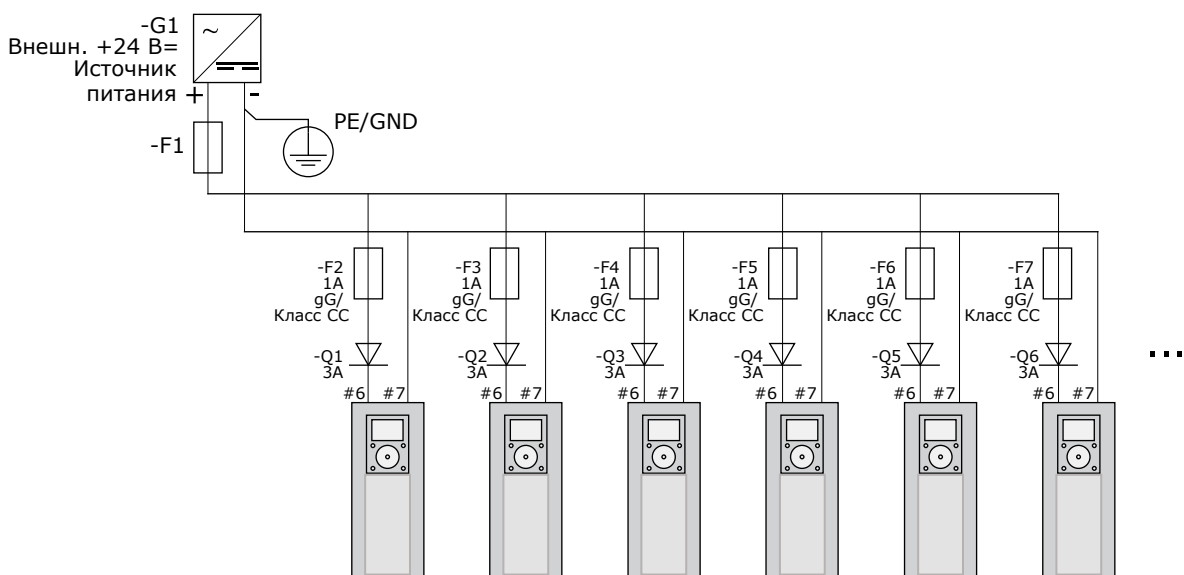 -G1
Внешн. +24 В=
Источник
питания + -
PE/GND
-F1
-F2
1A
gG/
Класс CC
-F3
1A
gG/
Класс CC
-F4
1A
gG/
Класс CC
-F5
1A
gG/
Класс CC
-F6
1A
gG/
Класс CC
-F7
1A
gG/
Класс CC
-Q1
3A
-Q2
3A
-Q3
3A
-Q4
3A
-Q5
3A
-Q6
3A
...
#6 #7
#6 #7
#6 #7
#6 #7
#6 #7
#6 #7